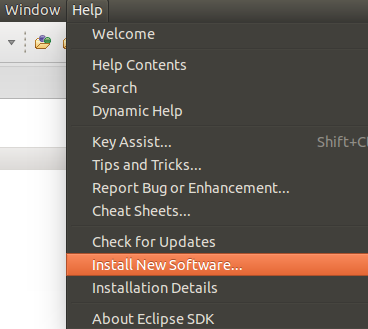 Window Help
Welcome
Help Contents
Search
Dynamic Help
Key Assist... Shift+Ct
Tips and Tricks...
Report Bug or Enhancement...
Cheat Sheets...
Check for Updates
Install New Software...
Installation Details
About Eclipse SDK